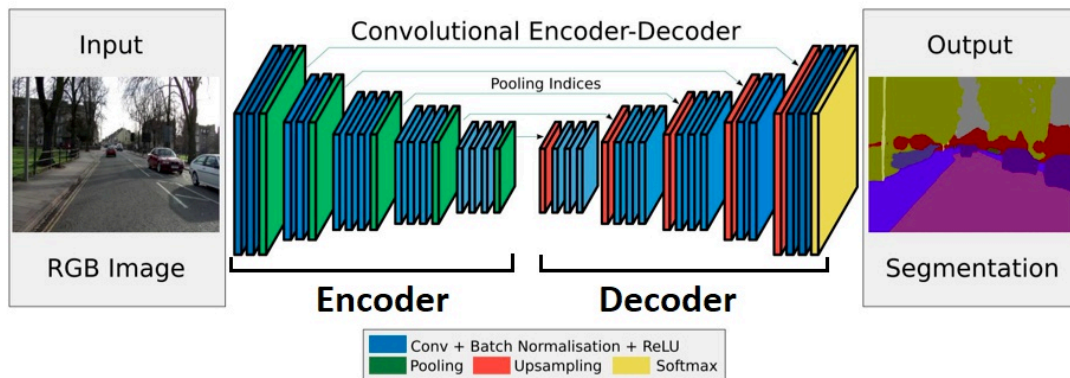 Input
Convolutional Encoder-Decoder
Output
Pooling Indices
RGB Image
Segmentation
Encoder
Decoder
Conv + Batch Normalisation + ReLU
Pooling Upsampling Softmax